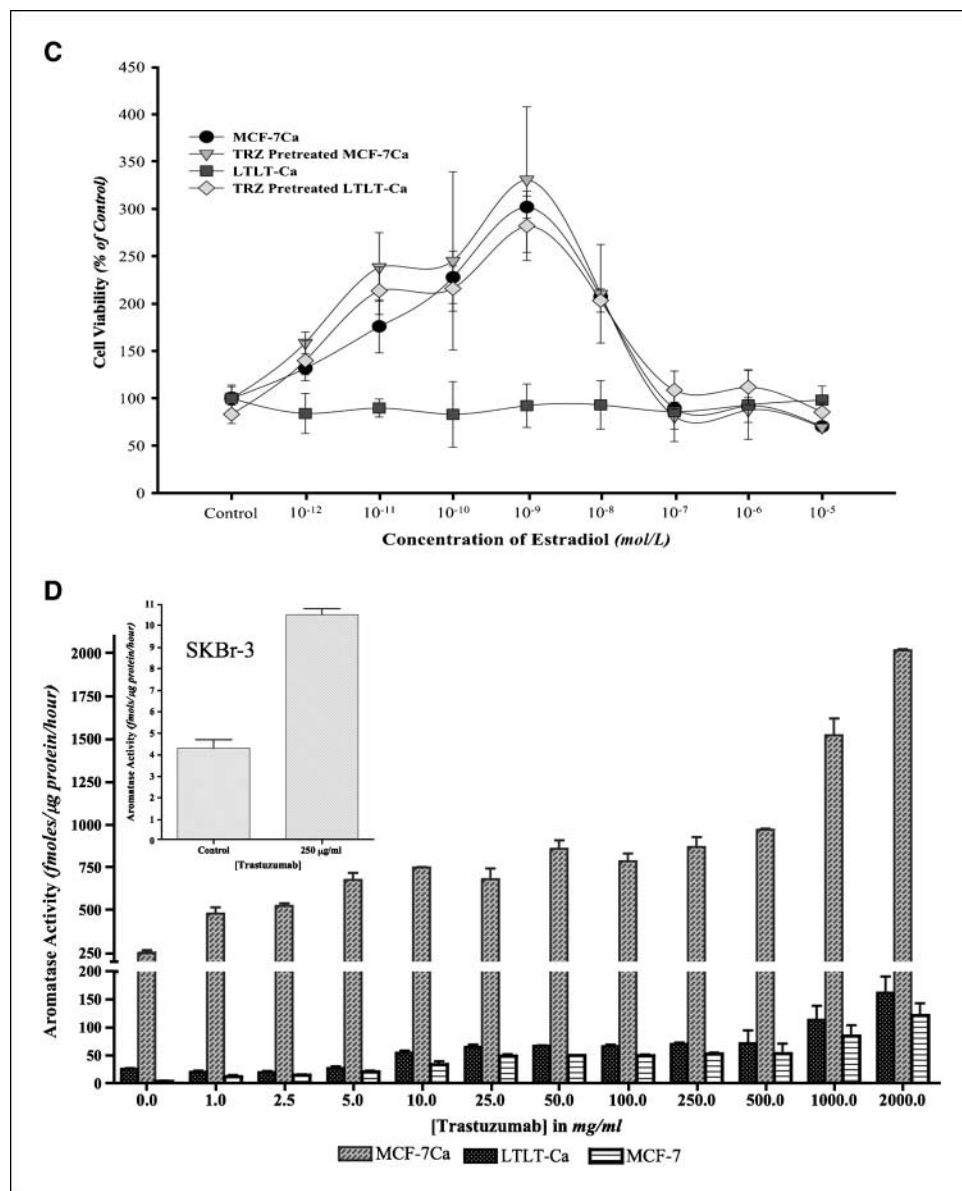 C
450
400
350
300
250
200
150
100
50
0
Cell Viability (% of Control)
MCF-7Ca
TRZ Pretreated MCF-7Ca
LTLT-Ca
TRZ Pretreated LTLT-Ca
Control 10-12 10-11 10-10 10-9 10-8 10-7 10-6 10-5
Concentration of Estradiol (mol/L)
D
Aromatase Activity (fmoles/µg protein/hour)
2000
1750
1500
1250
1000
750
500
250
200
150
100
50
0
Aromatase Activity (fmols/µg protein/hour)
11
10
9
8
7
6
5
4
3
2
1
0
SKBr-3
Control 250 µg/ml
[Trastuzumab]
0.0 1.0 2.5 5.0 10.0 25.0 50.0 100.0 250.0 500.0 1000.0 2000.0
[Trastuzumab] in mg/ml
MCF-7Ca LTLT-Ca MCF-7